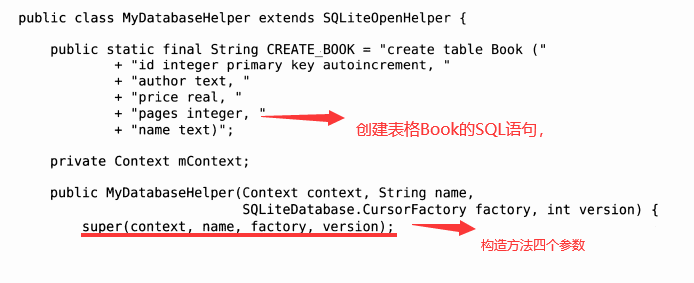 public class MyDatabaseHelper extends SQLiteOpenHelper {
public static final String CREATE_BOOK = "create table Book ("
+ "id integer primary key autoincrement, "
+ "author text, "
+ "price real, "
+ "pages integer, "
创建表格Book的SQL语句，
+ "name text)";
private Context mContext;
public MyDatabaseHelper(Context context, String name,
SQLiteDatabase.CursorFactory factory, int version) {
super(context, name, factory, version);
构造方法四个参数